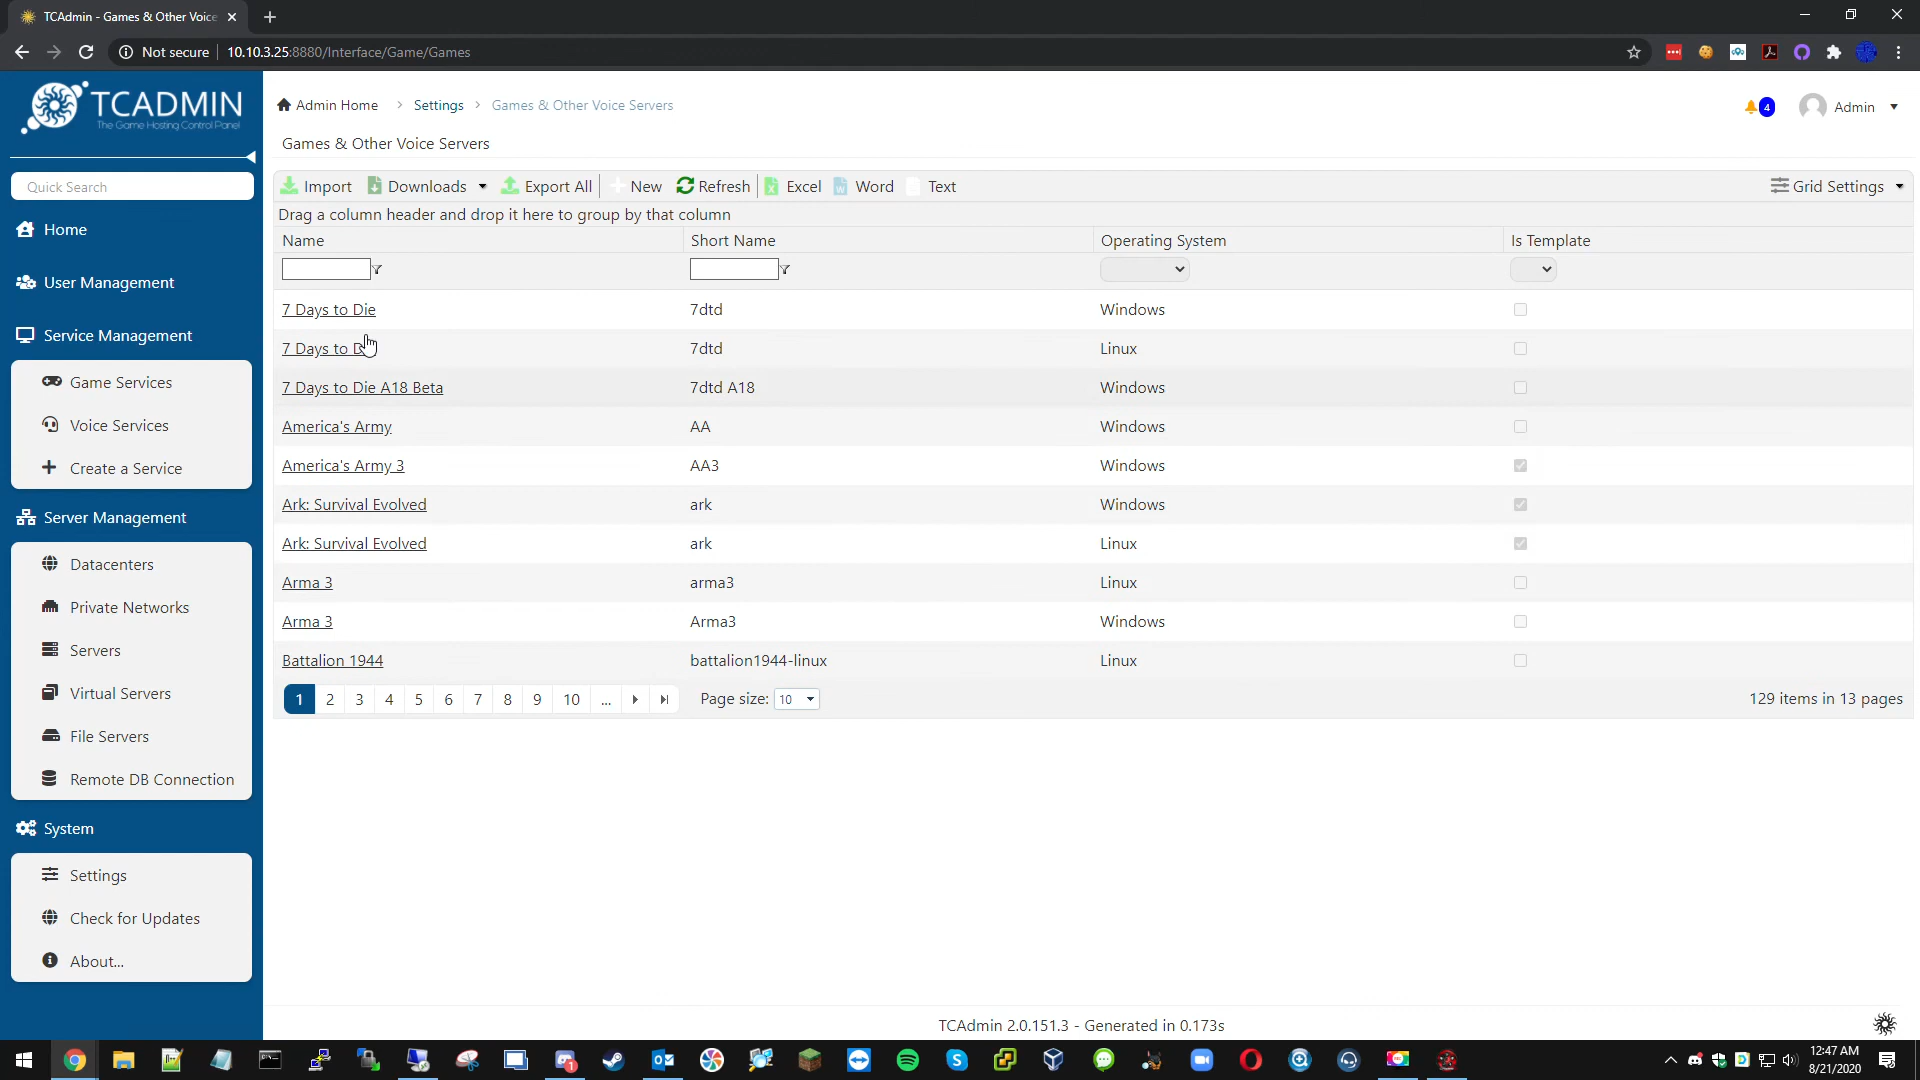 TCAdmin - Games & Other Voice
Not secure
10.10.3.25:8880/Interface/Game/Games
TCADMIN
The Game Hosting Control Panel
Quick Search
Home
User Management
Service Management
Game Services
Voice Services
Create a Service
Server Management
Datacenters
Private Networks
Servers
Virtual Servers
File Servers
Remote DB Connection
System
Settings
Check for Updates
About...
Admin Home > Settings > Games & Other Voice Servers
4
Admin
Games & Other Voice Servers
Import Downloads Export All New Refresh Excel Word Text
Grid Settings
Drag a column header and drop it here to group by that column
Name Short Name Operating System Is Template
7 Days to Die 7dtd Windows
7 Days to 7dtd Linux
7 Days to Die A18 Beta 7dtd A18 Windows
America's Army AA Windows
America's Army 3 AA3 Windows
Ark: Survival Evolved ark Windows
Ark: Survival Evolved ark Linux
Arma 3 arma3 Linux
Arma 3 Arma3 Windows
Battalion 1944 battalion1944-linux Linux
1 2 3 4 5 6 7 8 9 10 ... Page size: 10
129 items in 13 pages
TCAdmin 2.0.151.3 - Generated in 0.173s
12:47 AM
8/21/2020